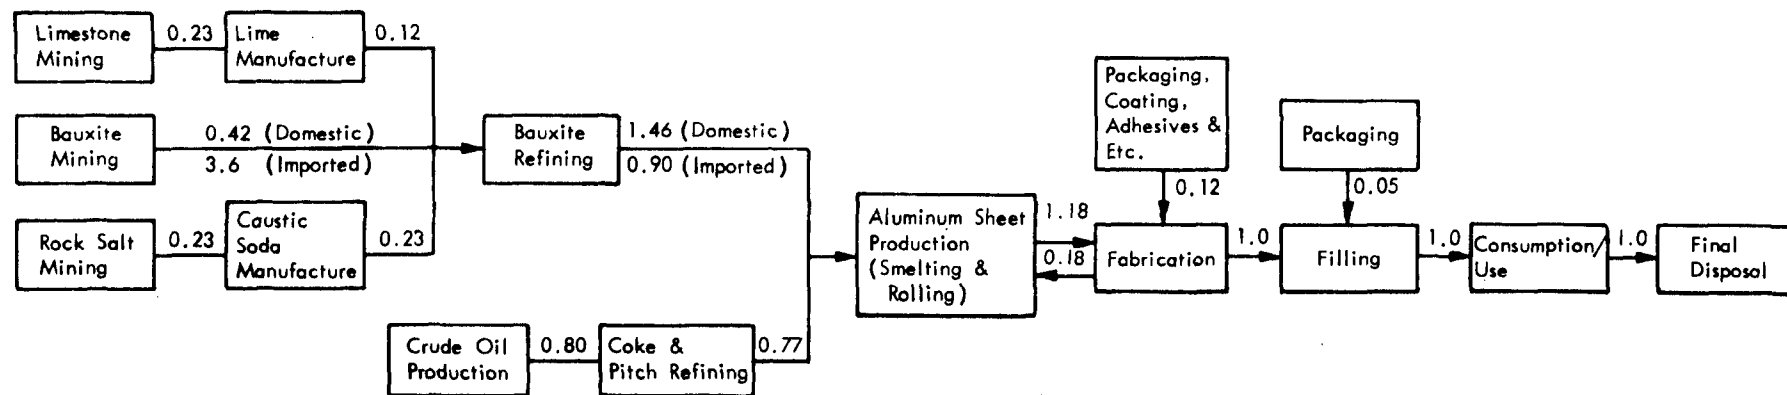 Limestone
Mining
0.23
Lime
Manufacture
0.12
Bauxite
Mining
0.42 (Domestic)
3.6 (Imported)
Rock Salt
Mining
0.23
Caustic
Soda
Manufacture
0.23
Bauxite
Refining
1.46 (Domestic)
0.90 (Imported)
Crude Oil
Production
0.80
Coke &
Pitch Refining
0.77
Aluminum Sheet
Production
(Smelting &
Rolling)
1.18
0.18
Packaging,
Coating,
Adhesives &
Etc.
0.12
Fabrication
1.0
Packaging
0.05
Filling
1.0
Consumption/
Use
1.0
Final
Disposal